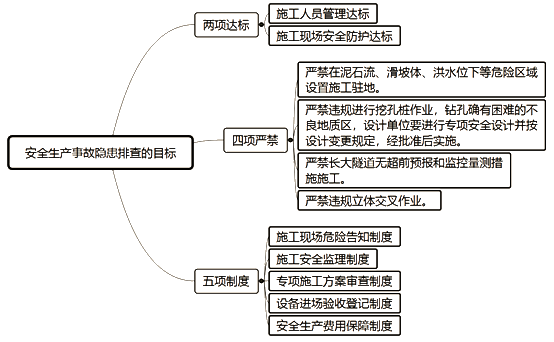 安全生产事故隐患排查的目标
两项达标
施工人员管理达标
施工现场安全防护达标
四项严禁
严禁在泥石流、滑坡体、洪水位下等危险区域
设置施工驻地。
严禁违规进行挖孔桩作业，钻孔确有困难的不
良地质区，设计单位要进行专项安全设计并按
设计变更规定，经批准后实施。
严禁长大隧道无超前预报和监控量测措
施施工。
严禁违规立体交叉作业。
五项制度
施工现场危险告知制度
施工安全监理制度
专项施工方案审查制度
设备进场验收登记制度
安全生产费用保障制度